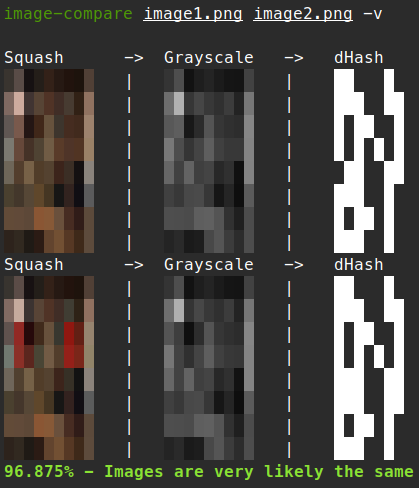 image-compare image1.png image2.png -v
Squash -> Grayscale -> dHash
Squash -> Grayscale -> dHash
96.875% - Images are very likely the same